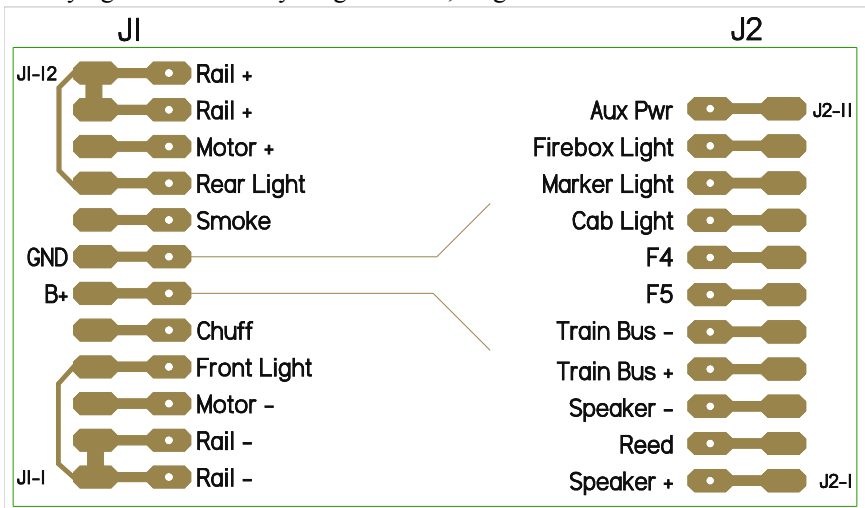 J1
J2
J1-12
Rail +
Rail +
Motor +
Rear Light
Smoke
GND
B+
Chuff
Front Light
Motor -
Rail -
J1-1
Rail -
Aux Pwr
J2-11
Firebox Light
Marker Light
Cab Light
F4
F5
Train Bus -
Train Bus +
Speaker -
Reed
Speaker +
J2-1